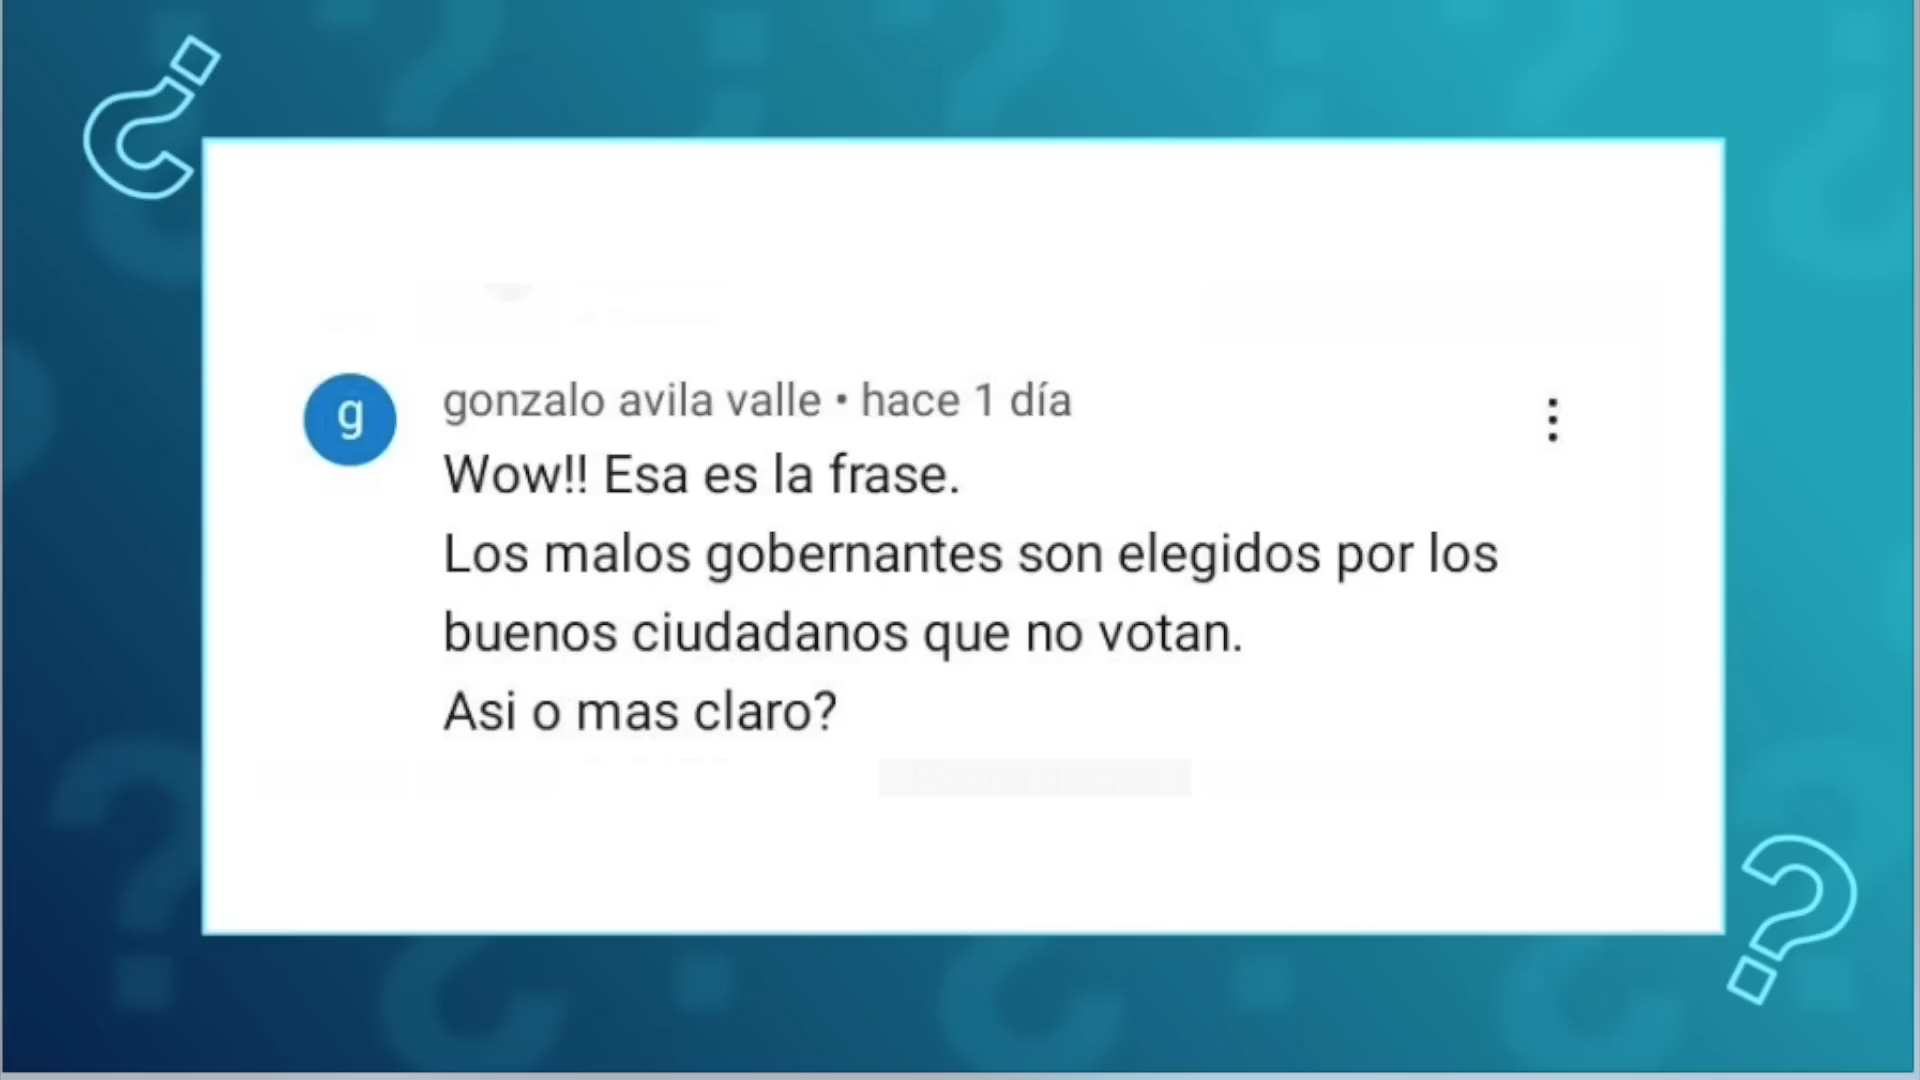 g
gonzalo avila valle • hace 1 día
Wow!! Esa es la frase.
Los malos gobernantes son elegidos por los
buenos ciudadanos que no votan.
Asi o mas claro?